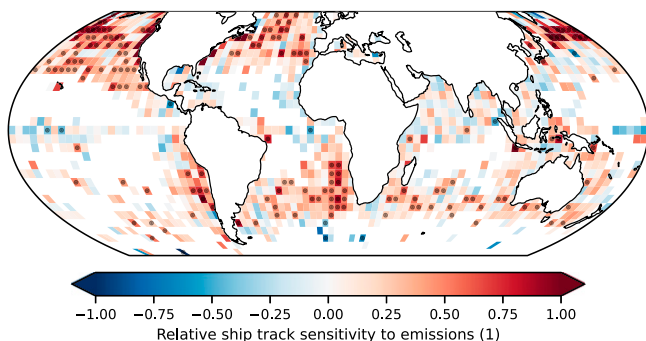 −1.00 −0.75 −0.50 −0.25 0.00 0.25 0.50 0.75 1.00
Relative ship track sensitivity to emissions (1)